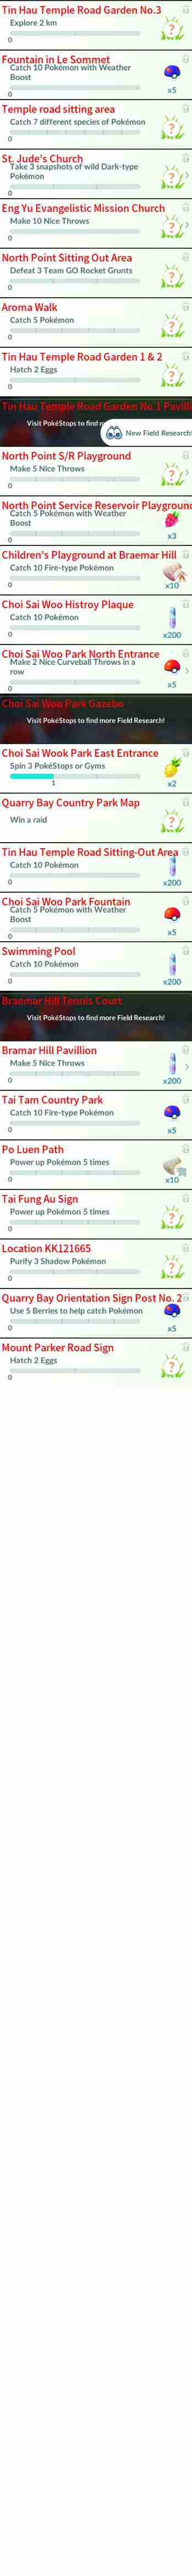 Tin Hau Temple Road Garden No.3
Explore 2 km
0
Fountain in Le Sommet
Catch 10 Pokémon with Weather
Boost
x5
0
Temple road sitting area
Catch 7 different species of Pokémon
0
St. Jude's Church
Take 3 snapshots of wild Dark-type
Pokémon
0
Eng Yu Evangelistic Mission Church
Make 10 Nice Throws
0
North Point Sitting Out Area
Defeat 3 Team GO Rocket Grunts
0
Aroma Walk
Catch 5 Pokémon
0
Tin Hau Temple Road Garden 1 & 2
Hatch 2 Eggs
0
Tin Hau Temple Road Garden No.1 Pavili
Visit PokéStops to find
New Field Research!
North Point S/R Playground
Make 5 Nice Throws
0
North Point Service Reservoir Playground
Catch 5 Pokémon with Weather
Boost
x3
0
Children's Playground at Braemar Hill
Catch 10 Fire-type Pokémon
0
x10
Choi Sai Woo Histroy Plaque
Catch 10 Pokémon
0
x200
Choi Sai Woo Park North Entrance
Make 2 Nice Curveball Throws in a
row
0
x5
Choi Sai Woo Park Gazebo
Visit PokéStops to find more Field Research!
Choi Sai Wook Park East Entrance
Spin 3 PokéStops or Gyms
1
x2
Quarry Bay Country Park Map
Win a raid
Tin Hau Temple Road Sitting-Out Area
Catch 10 Pokémon
0
x200
Choi Sai Woo Park Fountain
Catch 5 Pokémon with Weather
Boost
x5
0
Swimming Pool
Catch 10 Pokémon
0
x200
Braemar Hill Tennis Court
Visit PokéStops to find more Field Research!
Bramar Hill Pavillion
Make 5 Nice Throws
0
x200
Tai Tam Country Park
Catch 10 Fire-type Pokémon
0
x5
Po Luen Path
Power up Pokémon 5 times
0
x10
Tai Fung Au Sign
Power up Pokémon 5 times
0
Location KK121665
Purify 3 Shadow Pokémon
0
Quarry Bay Orientation Sign Post No. 2
Use 5 Berries to help catch Pokémon
0
x5
Mount Parker Road Sign
Hatch 2 Eggs
0